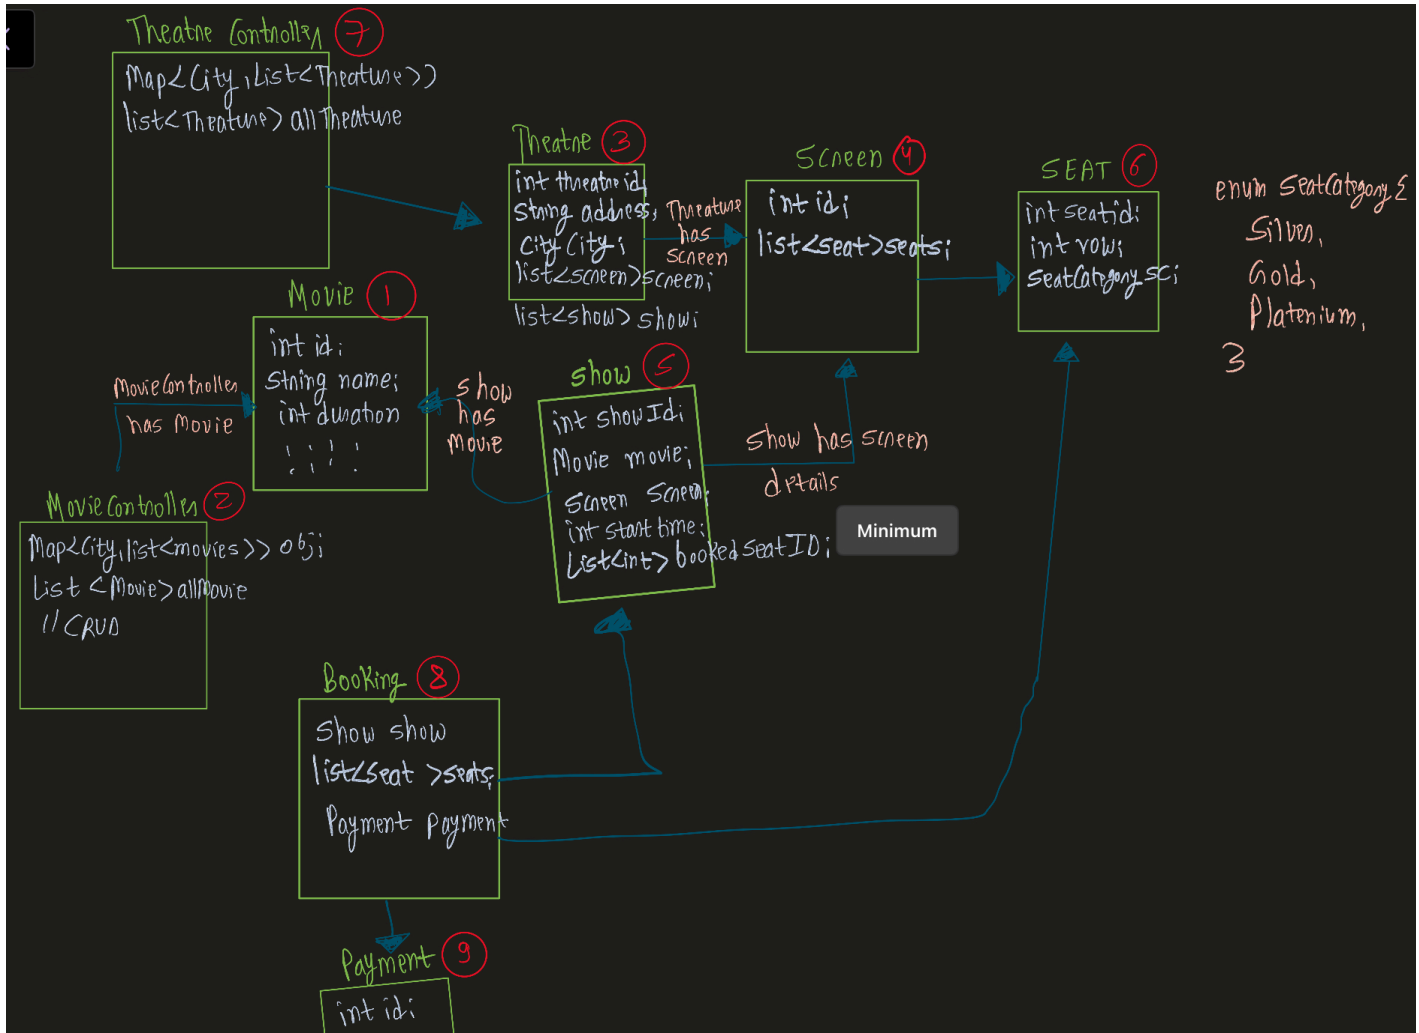 Theatre Controller 7
Map<City, List<Theature>>
list<Theature> allTheature
Theatre 3
int threatre id;
String address;
City City;
list<screen> screen;
list<show> show;
Threature
has
screen
Screen 4
int id;
list<seat> seats;
SEAT 6
int seatid;
int row;
seatCategory SC;
enum SeatCategory {
Silver,
Gold,
Platenium,
}
Movie 1
int id;
String name;
int duration
MovieController
has Movie
show
has
movie
Show 5
int showId;
Movie movie;
Screen Screen;
int start time;
List<int> bookedSeatID;
Show has screen
details
Minimum
MovieController 2
Map<City, list<movies>> obj;
List <Movie> allMovie
//CRUD
Booking 8
Show show
list<seat> seats;
Payment payment
Payment 9
int id;